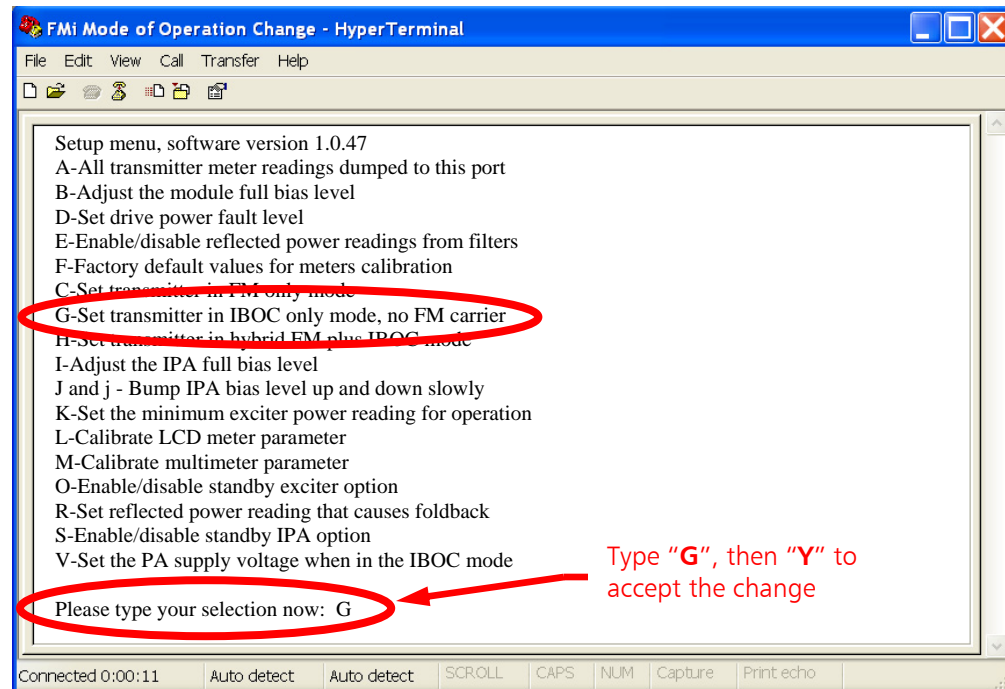 FMi Mode of Operation Change - HyperTerminal
File Edit View Call Transfer Help
Setup menu, software version 1.0.47
A-All transmitter meter readings dumped to this port
B-Adjust the module full bias level
D-Set drive power fault level
E-Enable/disable reflected power readings from filters
F-Factory default values for meters calibration
C-Set transmitter in FM only mode
G-Set transmitter in IBOC only mode, no FM carrier
H-Set transmitter in hybrid FM plus IBOC mode
I-Adjust the IPA full bias level
J and j - Bump IPA bias level up and down slowly
K-Set the minimum exciter power reading for operation
L-Calibrate LCD meter parameter
M-Calibrate multimeter parameter
O-Enable/disable standby exciter option
R-Set reflected power reading that causes foldback
S-Enable/disable standby IPA option
V-Set the PA supply voltage when in the IBOC mode
Type “G”, then “Y” to
accept the change
Please type your selection now: G
Connected 0:00:11 Auto detect Auto detect SCROLL CAPS NUM Capture Print echo